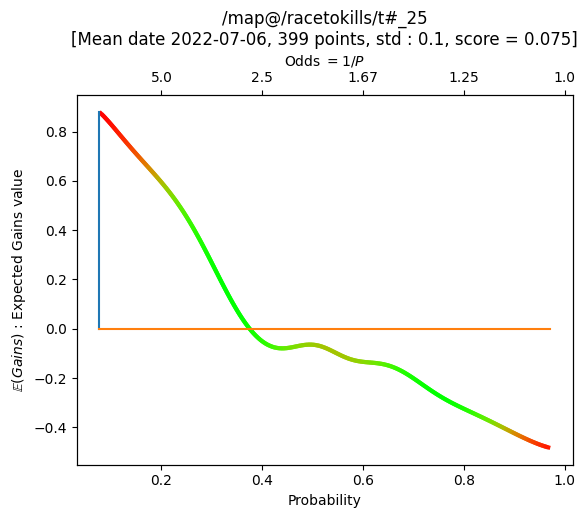 /map@/racetokills/t#_25
[Mean date 2022-07-06, 399 points, std : 0.1, score = 0.075]
Odds = 1/P
5.0 2.5 1.67 1.25 1.0
𝔼(Gains) : Expected Gains value
0.8
0.6
0.4
0.2
0.0
−0.2
−0.4
0.2 0.4 0.6 0.8 1.0
Probability